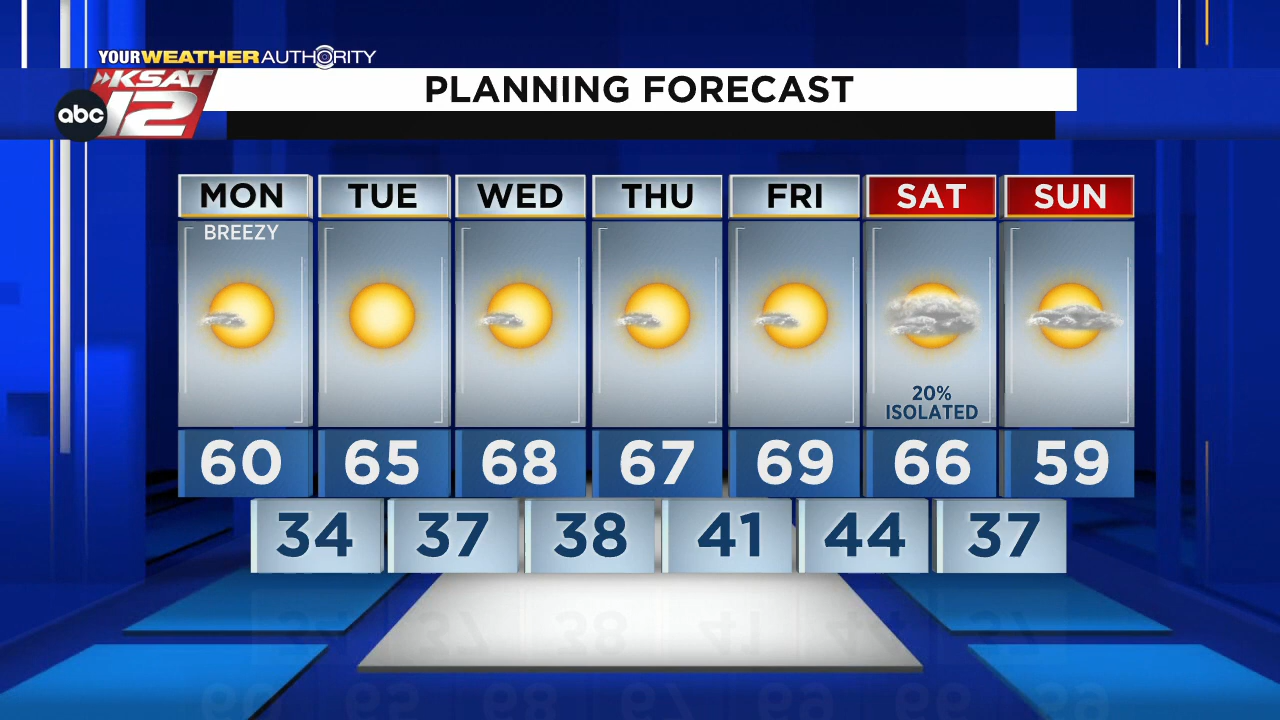 YOURWEATHERAUTHORITY
KSAT
abc 12
PLANNING FORECAST
MON TUE WED THU FRI SAT SUN
BREEZY
20%
ISOLATED
60 65 68 67 69 66 59
34 37 38 41 44 37